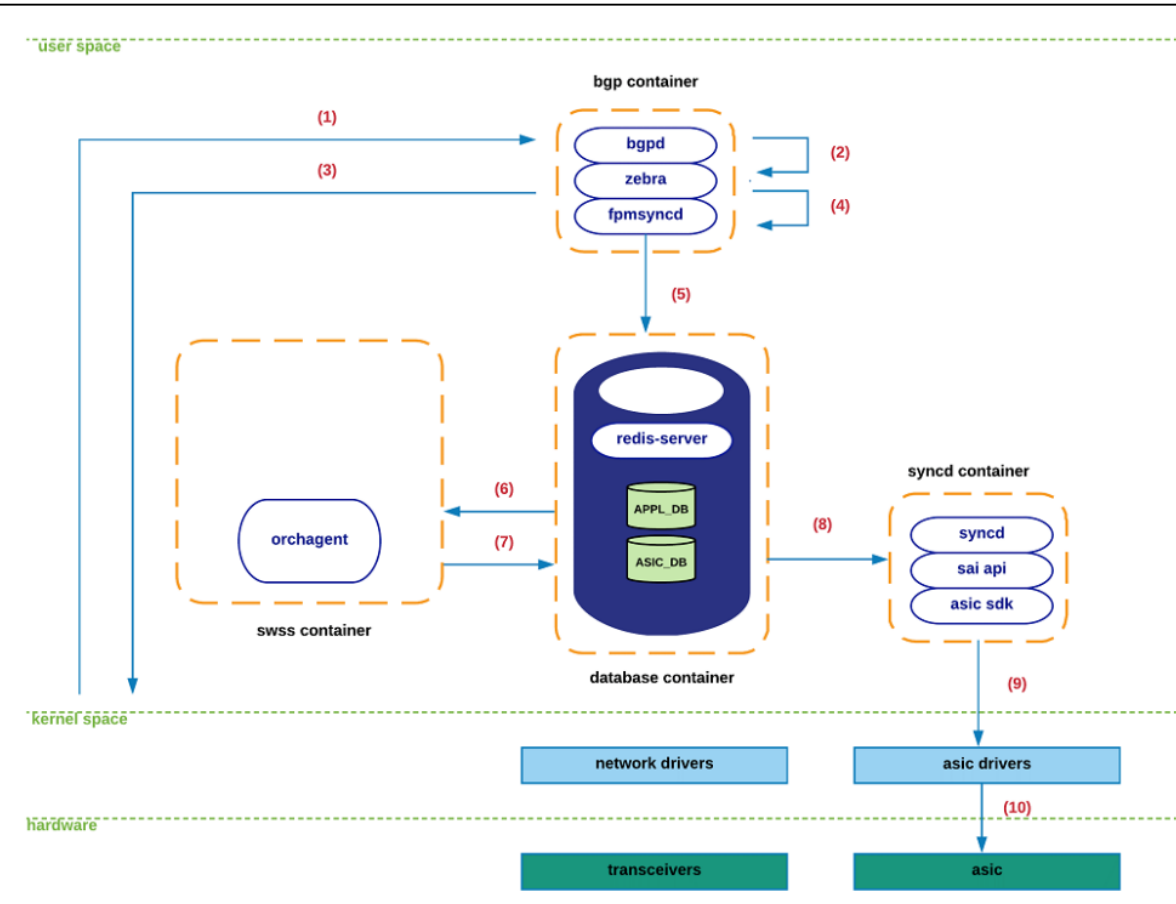 user space
bgp container
(1)
bgpd
(2)
(3)
zebra
(4)
fpmsyncd
(5)
redis-server
syncd container
(6)
APPL_DB
(8)
orchagent
(7)
ASIC_DB
syncd
sai api
asic sdk
swss container
database container
(9)
kernel space
network drivers
asic drivers
(10)
hardware
transceivers
asic